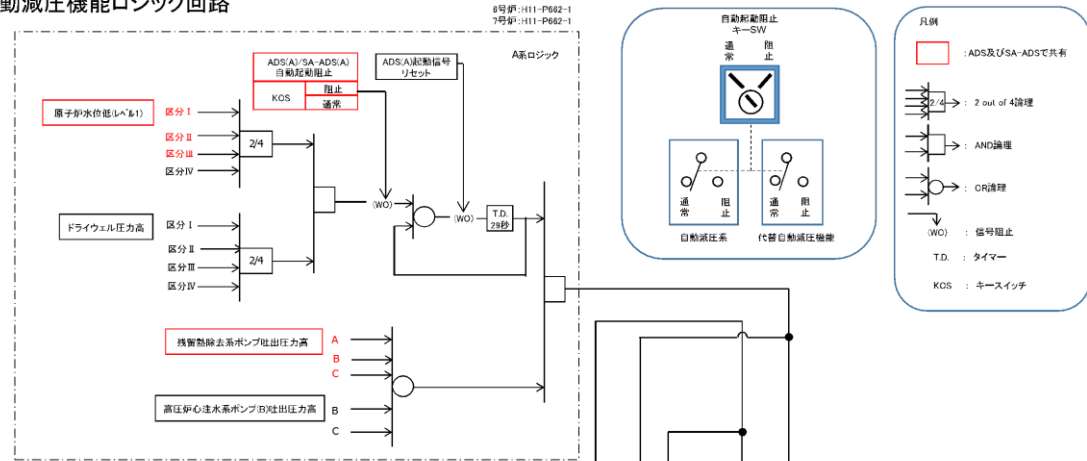 動減圧機能ロジック回路
6号炉:H11-P662-1
7号炉:H11-P662-1
A系ロジック
ADS(A)/SA-ADS(A)
自動起動阻止
KOS
阻止
通常
ADS(A)起動信号
リセット
原子炉水位低(レベル1)
区分Ⅰ
区分Ⅱ
区分Ⅲ
区分Ⅳ
2/4
ドライウェル圧力高
区分Ⅰ
区分Ⅱ
区分Ⅲ
区分Ⅳ
2/4
(WO)
(WO)
T.D.
29秒
残留熱除去系ポンプ吐出圧力高
A
B
C
高圧炉心注水系ポンプ(B)吐出圧力高
B
C
自動起動阻止
キーSW
通常
阻止
通常
阻止
自動減圧系
通常
阻止
代替自動減圧機能
凡例
:ADS及びSA-ADSで共有
2/4
: 2 out of 4論理
: AND論理
: OR論理
(WO) : 信号阻止
T.D. : タイマー
KOS : キースイッチ